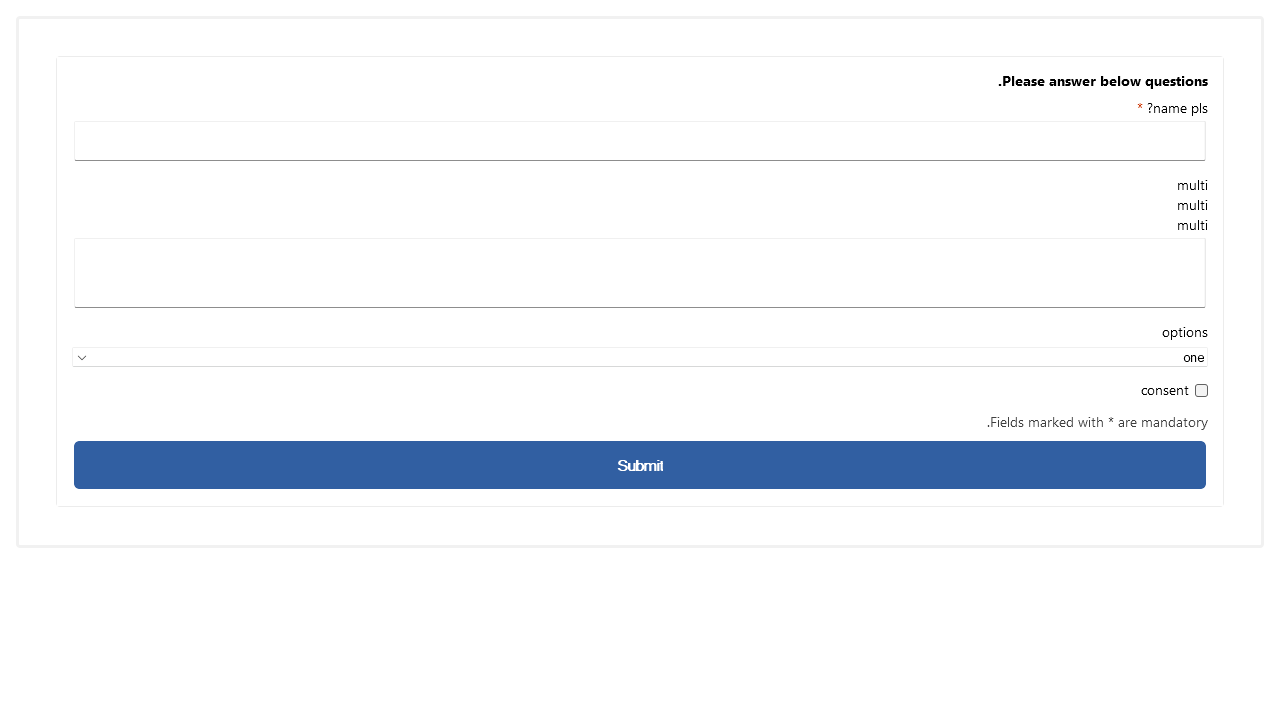 .Please answer below questions
* ?name pls
multi
multi
multi
options
one
consent
.Fields marked with * are mandatory
Submit